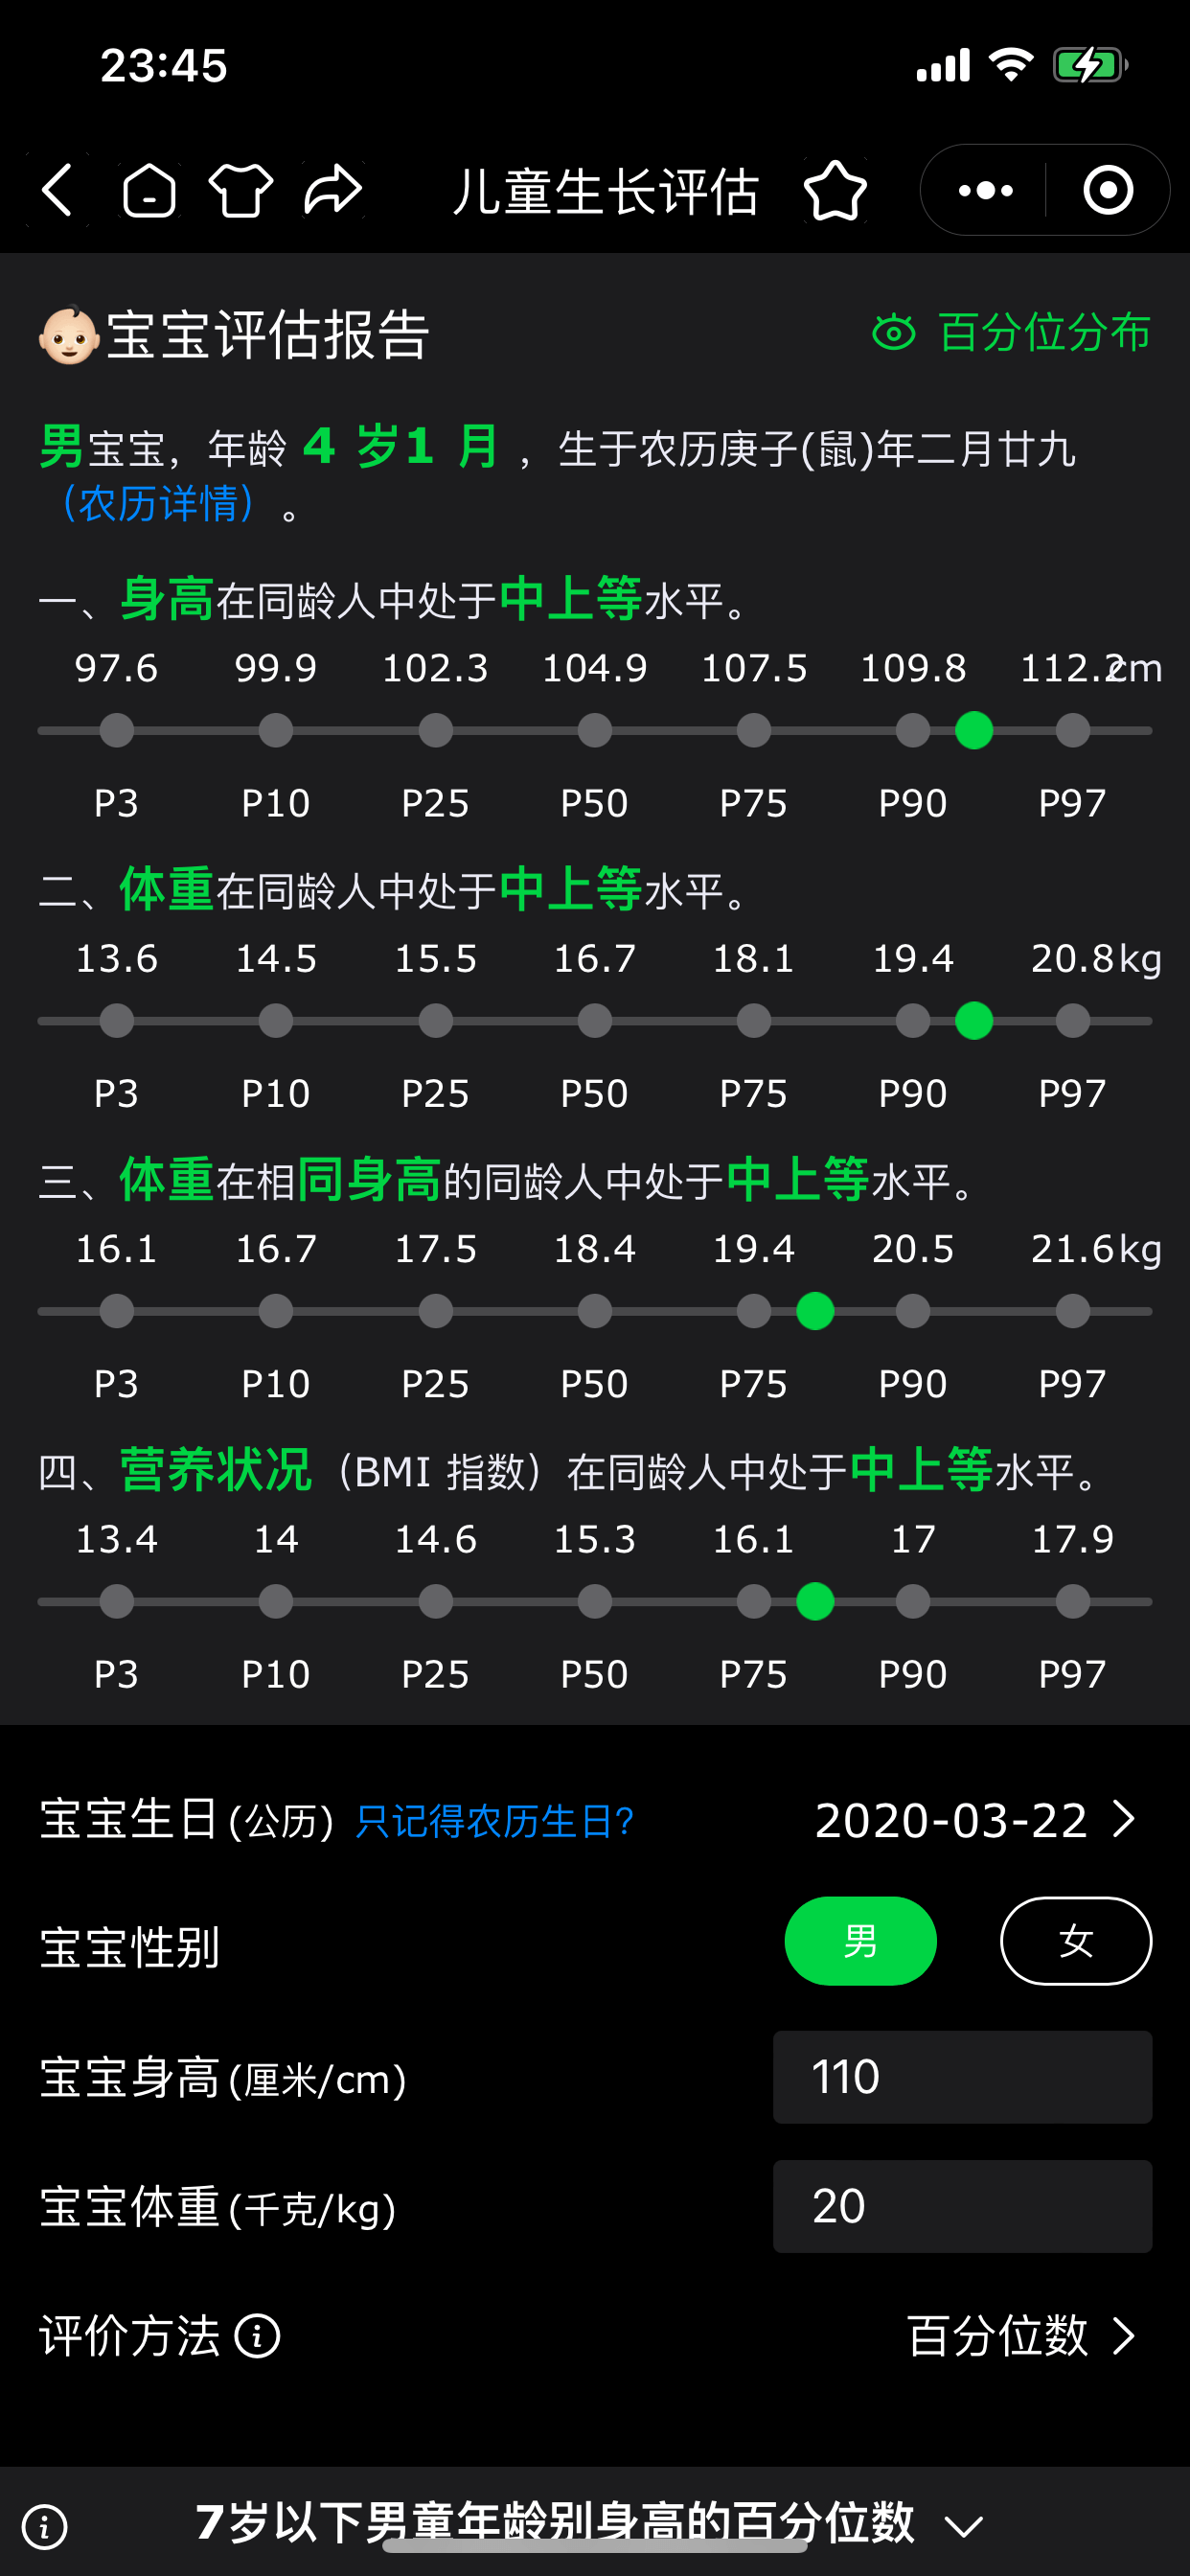 23:45
儿童生长评估
宝宝评估报告
百分位分布
男宝宝，年龄 4 岁1 月 ，生于农历庚子(鼠)年二月廿九
（农历详情）。
一、身高在同龄人中处于中上等水平。
97.6 99.9 102.3 104.9 107.5 109.8 112.2cm
P3 P10 P25 P50 P75 P90 P97
二、体重在同龄人中处于中上等水平。
13.6 14.5 15.5 16.7 18.1 19.4 20.8kg
P3 P10 P25 P50 P75 P90 P97
三、体重在相同身高的同龄人中处于中上等水平。
16.1 16.7 17.5 18.4 19.4 20.5 21.6kg
P3 P10 P25 P50 P75 P90 P97
四、营养状况（BMI 指数）在同龄人中处于中上等水平。
13.4 14 14.6 15.3 16.1 17 17.9
P3 P10 P25 P50 P75 P90 P97
宝宝生日(公历) 只记得农历生日? 2020-03-22
宝宝性别 男 女
宝宝身高(厘米/cm) 110
宝宝体重(千克/kg) 20
评价方法 百分位数
7岁以下男童年龄别身高的百分位数